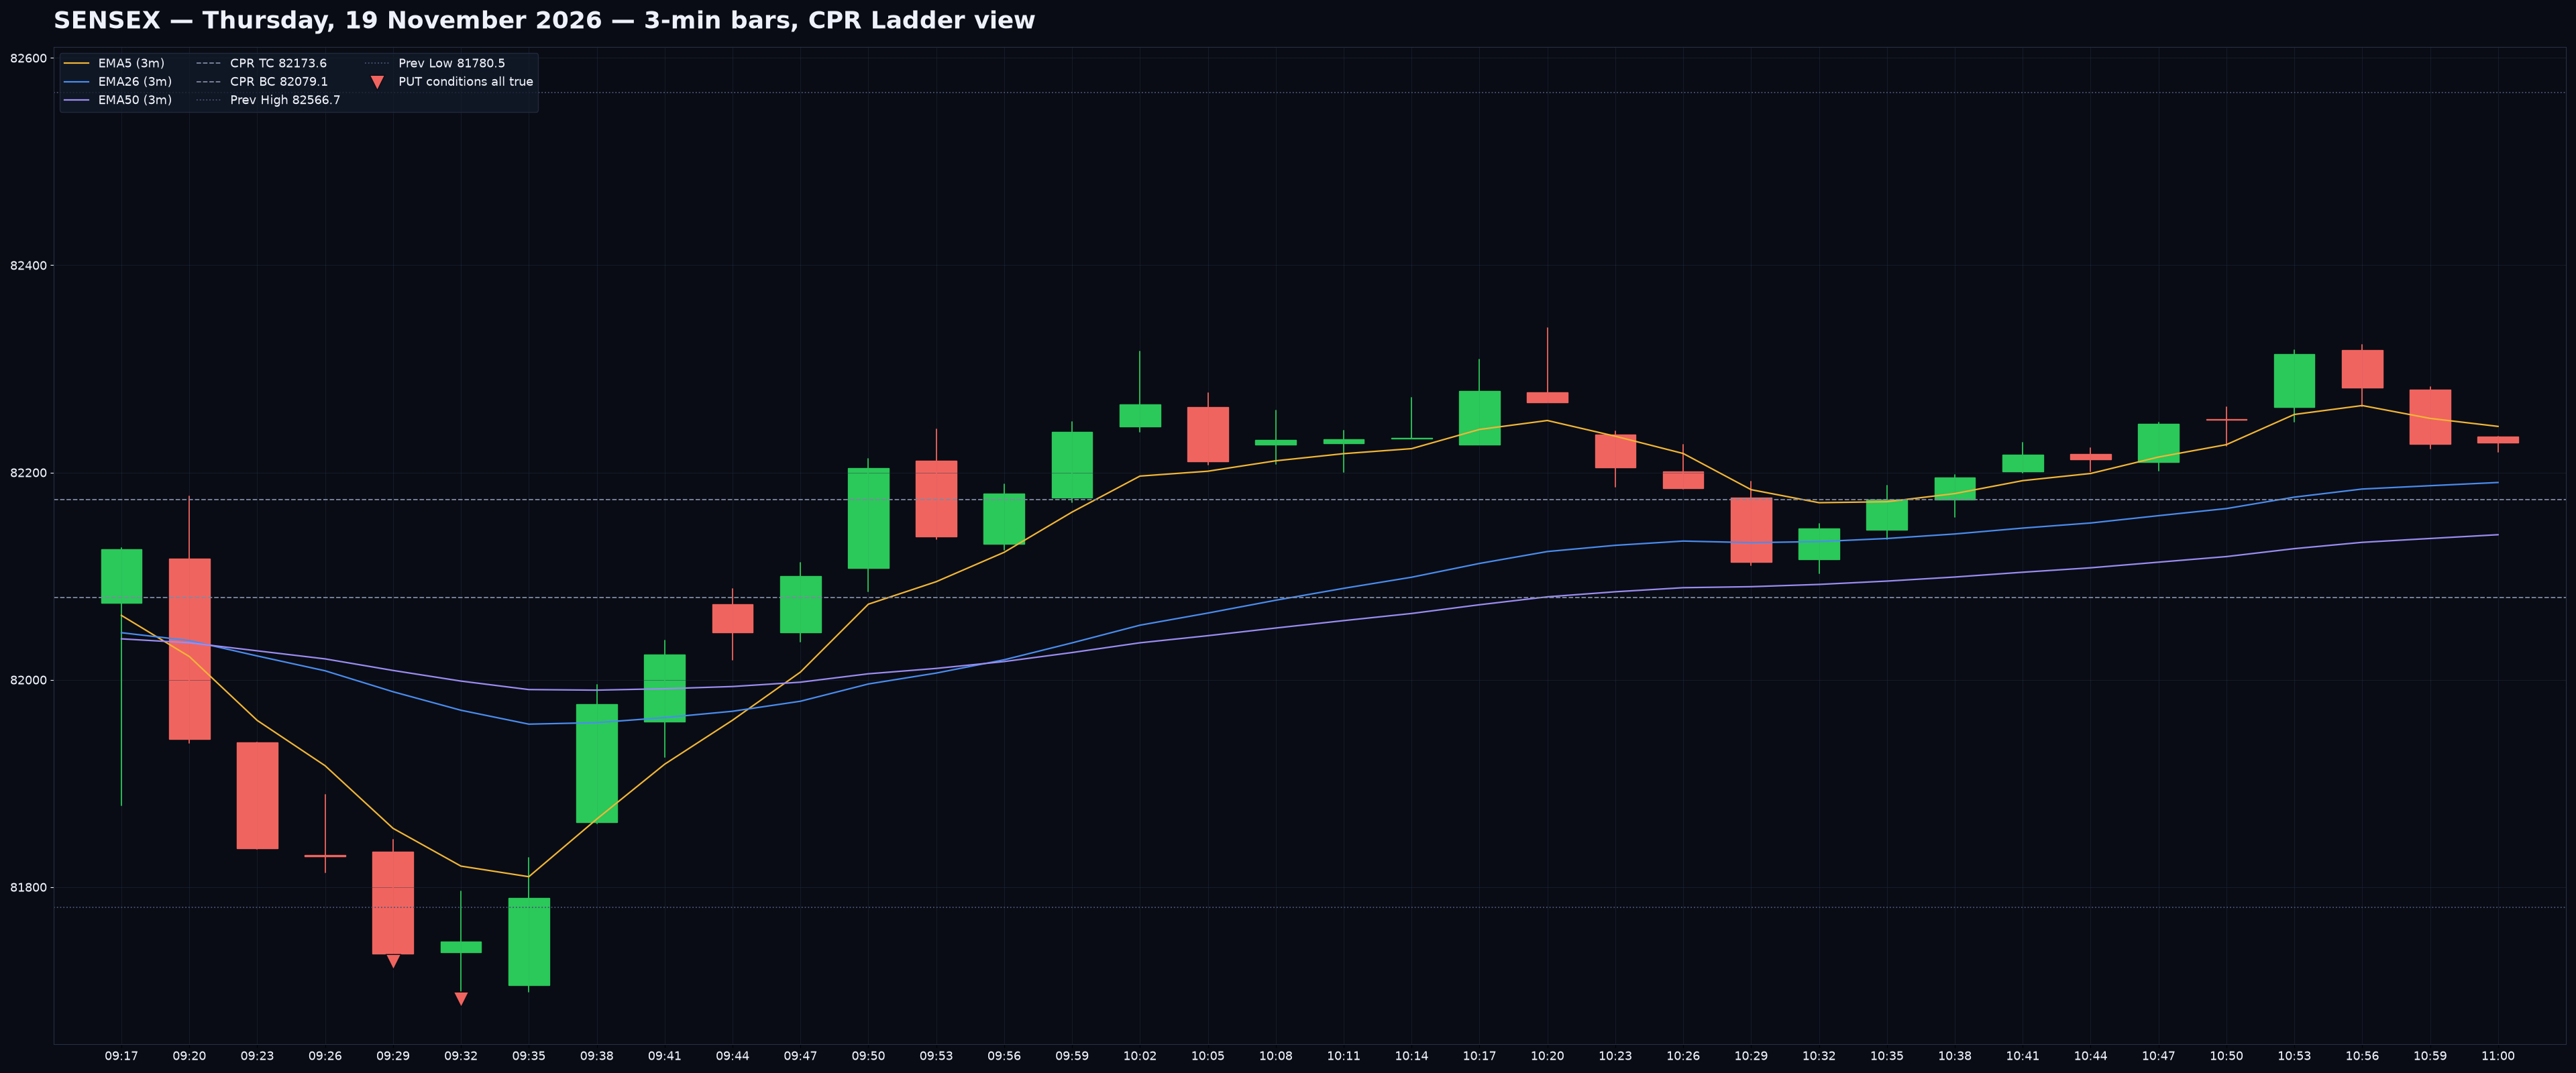 SENSEX — Thursday, 19 November 2026 — 3-min bars, CPR Ladder view
EMA5 (3m)
EMA26 (3m)
EMA50 (3m)
CPR TC 82173.6
CPR BC 82079.1
Prev High 82566.7
Prev Low 81780.5
PUT conditions all true
82600
82400
82200
82000
81800
09:17 09:20 09:23 09:26 09:29 09:32 09:35 09:38 09:41 09:44 09:47 09:50 09:53 09:56 09:59 10:02 10:05 10:08 10:11 10:14 10:17 10:20 10:23 10:26 10:29 10:32 10:35 10:38 10:41 10:44 10:47 10:50 10:53 10:56 10:59 11:00